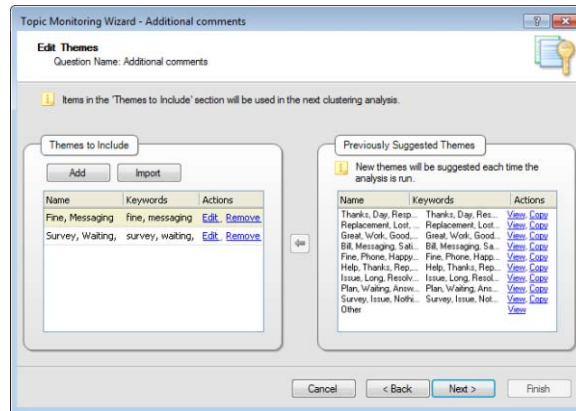 Topic Monitoring Wizard - Additional comments
Edit Themes
Question Name: Additional comments
Items in the 'Themes to Include' section will be used in the next clustering analysis.
Themes to Include
Add Import
Name Keywords Actions
Fine, Messaging fine, messaging Edit, Remove
Survey, Waiting, survey, waiting, Edit, Remove
Previously Suggested Themes
New themes will be suggested each time the
analysis is run.
Name Keywords Actions
Thanks, Day, Resp... Thanks, Day, Res... View, Copy
Replacement, Lost, ... Replacement, Lost, ... View, Copy
Great, Work, Good,... Great, Work, Good... View, Copy
Bill, Messaging, Sati... Bill, Messaging, Sa... View, Copy
Fine, Phone, Happy... Fine, Phone, Happ... View, Copy
Help, Thanks, Rep,... Help, Thanks, Rep... View, Copy
Issue, Long, Resolv... Issue, Long, Resol... View, Copy
Plan, Waiting, Answ... Plan, Waiting, Ans... View, Copy
Survey, Issue, Nothi... Survey, Issue, Not... View, Copy
Other View
Cancel < Back Next > Finish